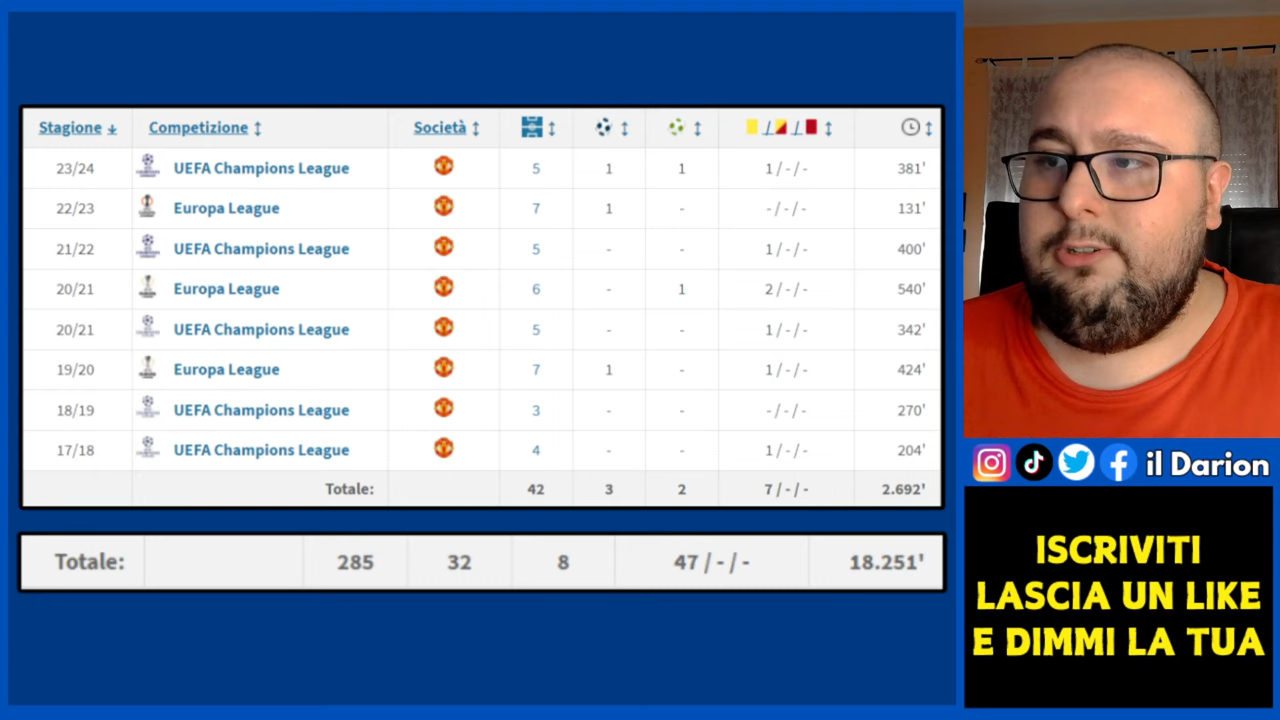 Stagione Competizione Società
23/24 UEFA Champions League 5 1 1 1 / - / - 381'
22/23 Europa League 7 1 - - / - / - 131'
21/22 UEFA Champions League 5 - - 1 / - / - 400'
20/21 Europa League 6 - 1 2 / - / - 540'
20/21 UEFA Champions League 5 - - 1 / - / - 342'
19/20 Europa League 7 1 - 1 / - / - 424'
18/19 UEFA Champions League 3 - - - / - / - 270'
17/18 UEFA Champions League 4 - - 1 / - / - 204'
Totale: 42 3 2 7 / - / - 2.692'
Totale: 285 32 8 47 / - / - 18.251'
il Darion
ISCRIVITI
LASCIA UN LIKE
E DIMMI LA TUA